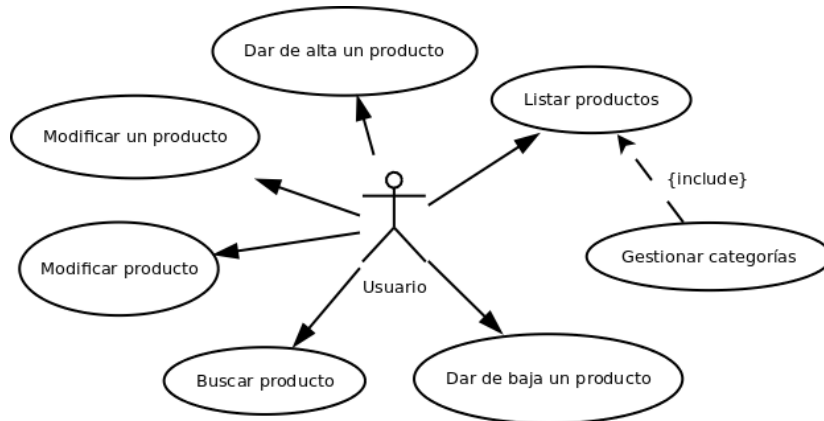 Dar de alta un producto
Listar productos
Modificar un producto
{include}
Gestionar categorías
Modificar producto
Usuario
Buscar producto
Dar de baja un producto